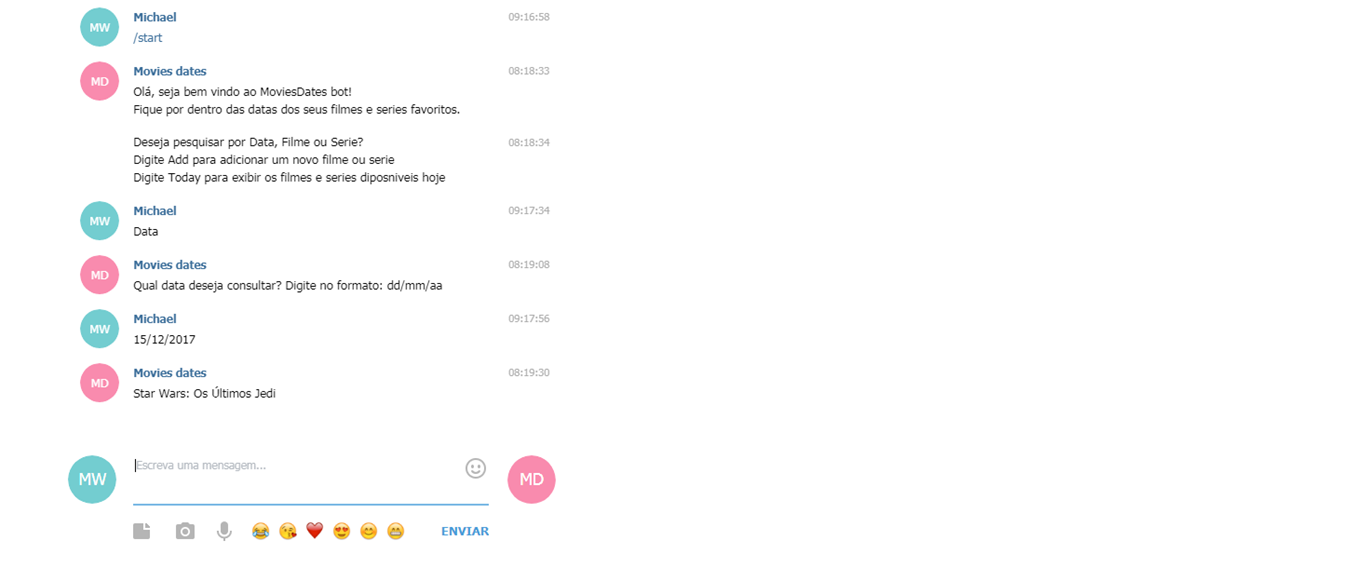 MW
Michael
09:16:58
/start
MD
Movies dates
08:18:33
Olá, seja bem vindo ao MoviesDates bot!
Fique por dentro das datas dos seus filmes e series favoritos.
Deseja pesquisar por Data, Filme ou Serie?
08:18:34
Digite Add para adicionar um novo filme ou serie
Digite Today para exibir os filmes e series diposniveis hoje
MW
Michael
09:17:34
Data
MD
Movies dates
08:19:08
Qual data deseja consultar? Digite no formato: dd/mm/aa
MW
Michael
09:17:56
15/12/2017
MD
Movies dates
08:19:30
Star Wars: Os Últimos Jedi
MW
Escreva uma mensagem...
MD
ENVIAR